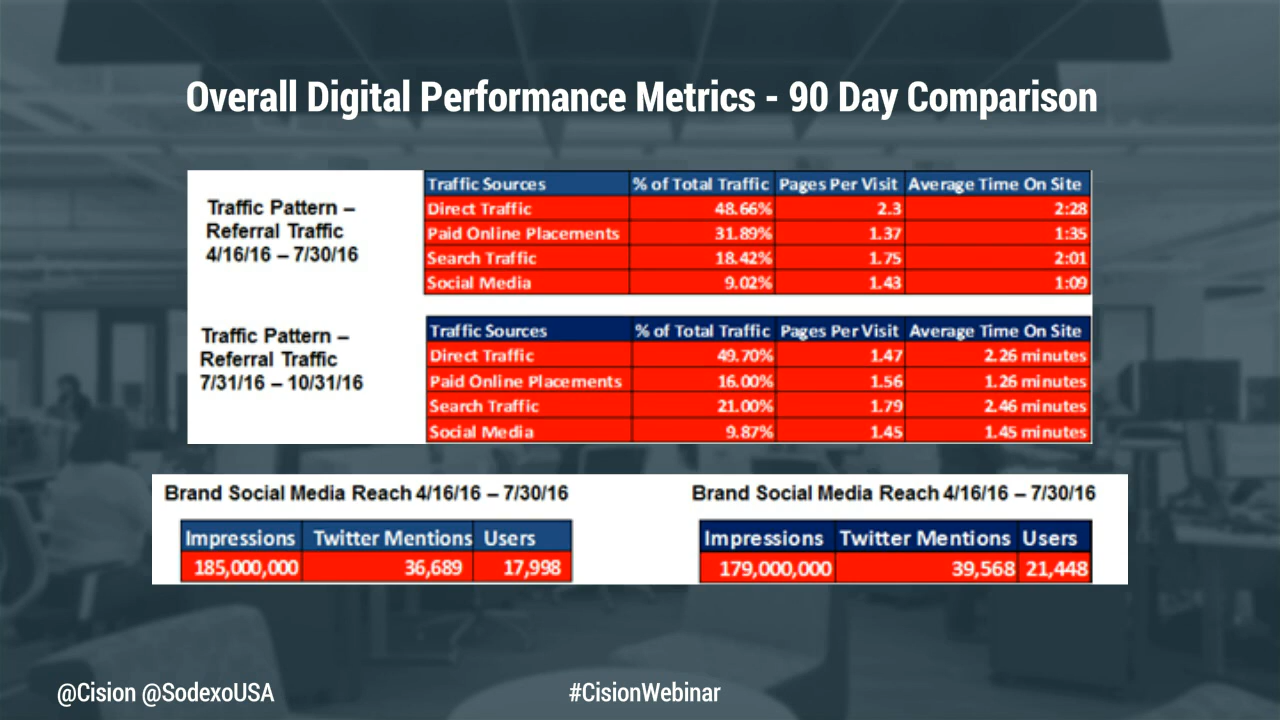 Overall Digital Performance Metrics - 90 Day Comparison
Traffic Pattern –
Referral Traffic
4/16/16 – 7/30/16
Traffic Sources % of Total Traffic Pages Per Visit Average Time On Site
Direct Traffic 48.66% 2.3 2:28
Paid Online Placements 31.89% 1.37 1:35
Search Traffic 18.42% 1.75 2:01
Social Media 9.02% 1.43 1:09
Traffic Pattern –
Referral Traffic
7/31/16 – 10/31/16
Traffic Sources % of Total Traffic Pages Per Visit Average Time On Site
Direct Traffic 49.70% 1.47 2.26 minutes
Paid Online Placements 16.00% 1.56 1.26 minutes
Search Traffic 21.00% 1.79 2.46 minutes
Social Media 9.87% 1.45 1.45 minutes
Brand Social Media Reach 4/16/16 – 7/30/16
Impressions Twitter Mentions Users
185,000,000 36,689 17,998
Brand Social Media Reach 4/16/16 – 7/30/16
Impressions Twitter Mentions Users
179,000,000 39,568 21,448
@Cision @SodexoUSA
#CisionWebinar